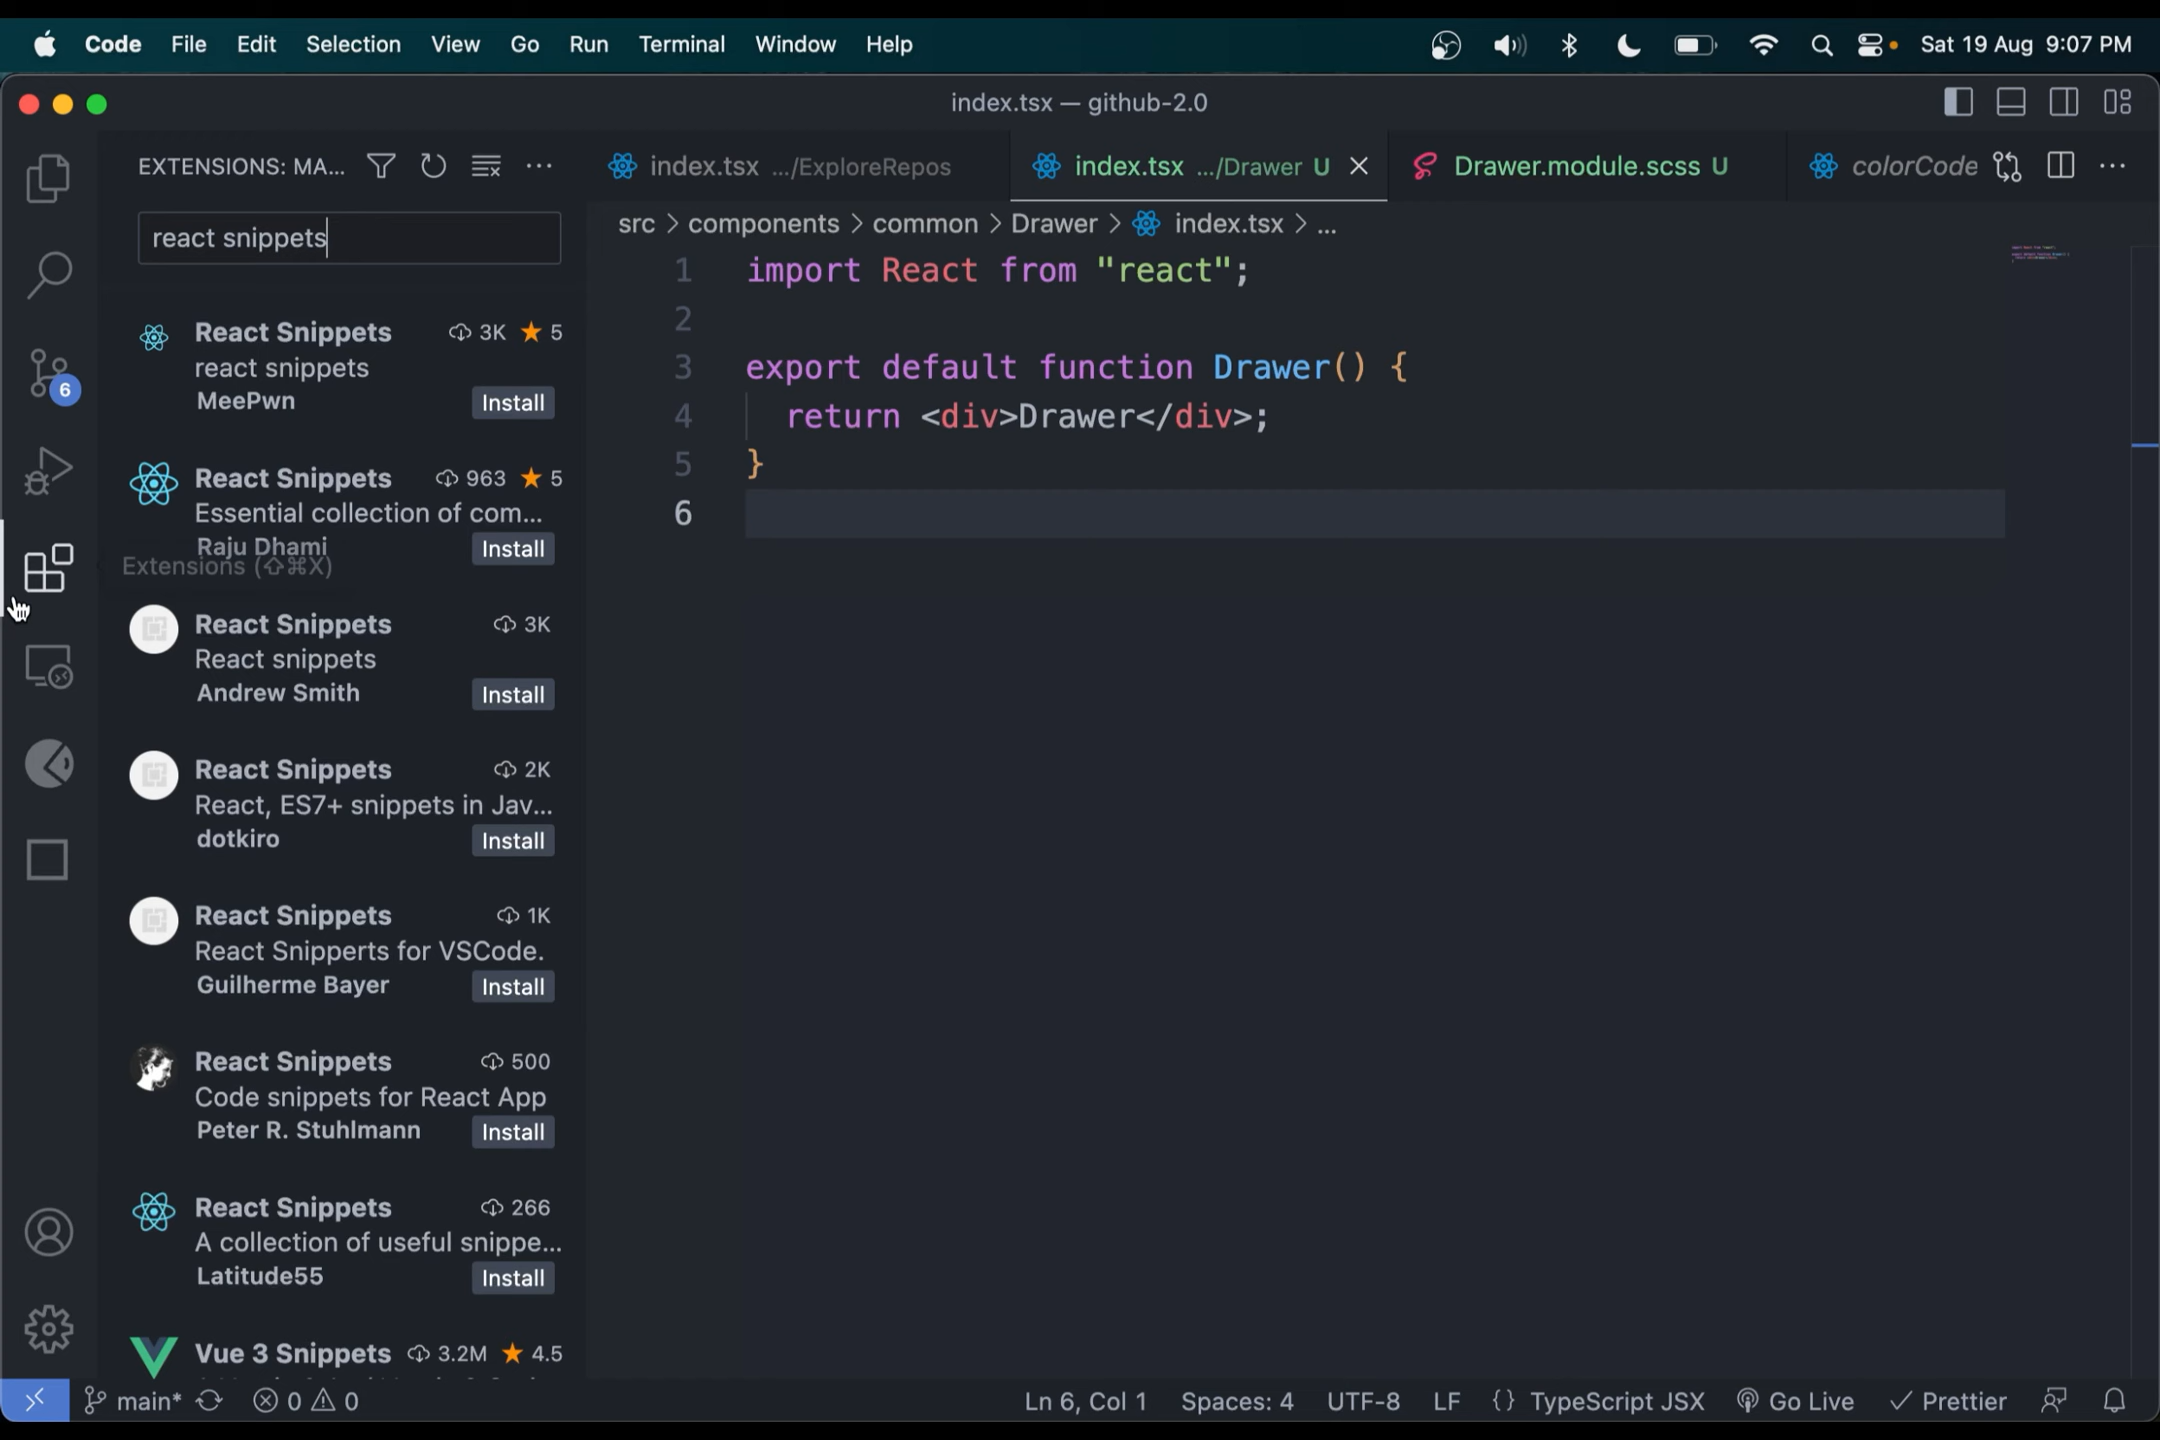 Code File Edit Selection View Go Run Terminal Window Help Sat 19 Aug 9:07 PM
index.tsx — github-2.0
EXTENSIONS: MA...
react snippets
React Snippets 3K ★ 5
react snippets
MeePwn Install
React Snippets 963 ★ 5
Essential collection of com...
Raju Dhami Install
Extensions (⇧⌘X)
React Snippets 3K
React snippets
Andrew Smith Install
React Snippets 2K
React, ES7+ snippets in Jav...
dotkiro Install
React Snippets 1K
React Snipperts for VSCode.
Guilherme Bayer Install
React Snippets 500
Code snippets for React App
Peter R. Stuhlmann Install
React Snippets 266
A collection of useful snippe...
Latitude55 Install
Vue 3 Snippets 3.2M ★ 4.5
6
index.tsx .../ExploreRepos index.tsx .../Drawer U Drawer.module.scss U colorCode
src > components > common > Drawer > index.tsx > ...
1 import React from "react";
2
3 export default function Drawer() {
4 return <div>Drawer</div>;
5 }
6
main* 0 0 Ln 6, Col 1 Spaces: 4 UTF-8 LF {} TypeScript JSX Go Live ✓ Prettier